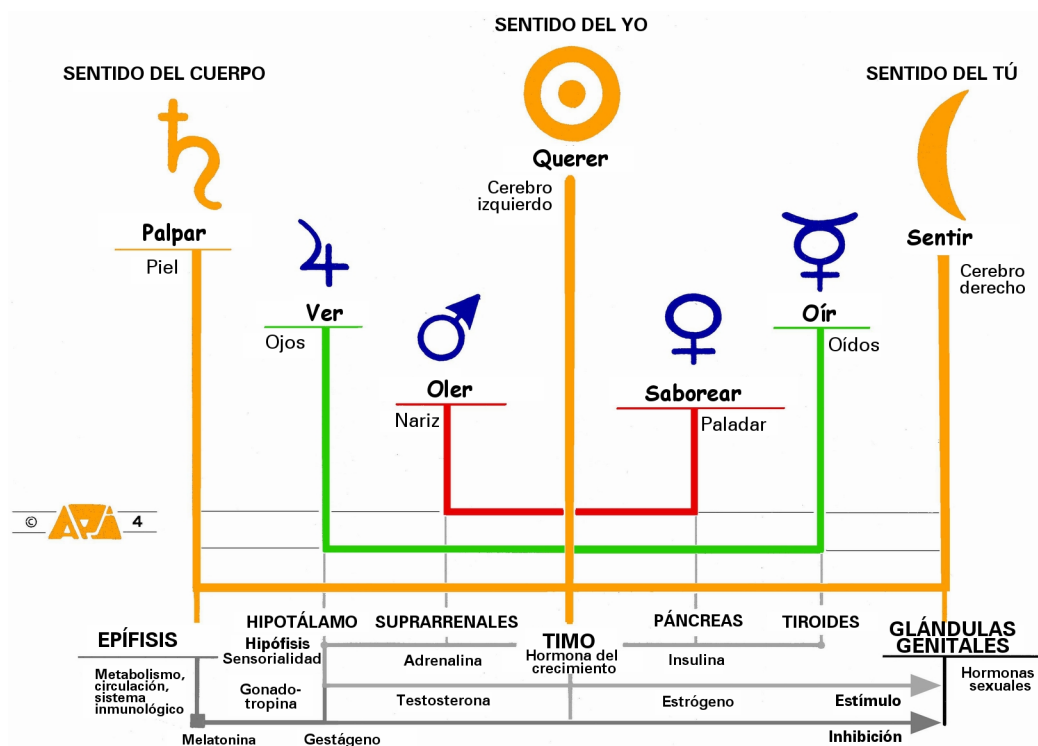 SENTIDO DEL YO
SENTIDO DEL CUERPO
SENTIDO DEL TÚ
Querer
Cerebro
izquierdo
Palpar
Piel
Sentir
Cerebro
derecho
Ver
Ojos
Oír
Oídos
Oler
Nariz
Saborear
Paladar
© API 4
HIPOTÁLAMO
SUPRARRENALES
PÁNCREAS
TIROIDES
EPÍFISIS
Hipófisis
Sensorialidad
Adrenalina
TIMO
Hormona del
crecimiento
Insulina
GLÁNDULAS
GENITALES
Metabolismo,
circulación,
sistema
inmunológico
Gonado-
tropina
Testosterona
Estrógeno
Estímulo
Hormonas
sexuales
Melatonina
Gestágeno
Inhibición